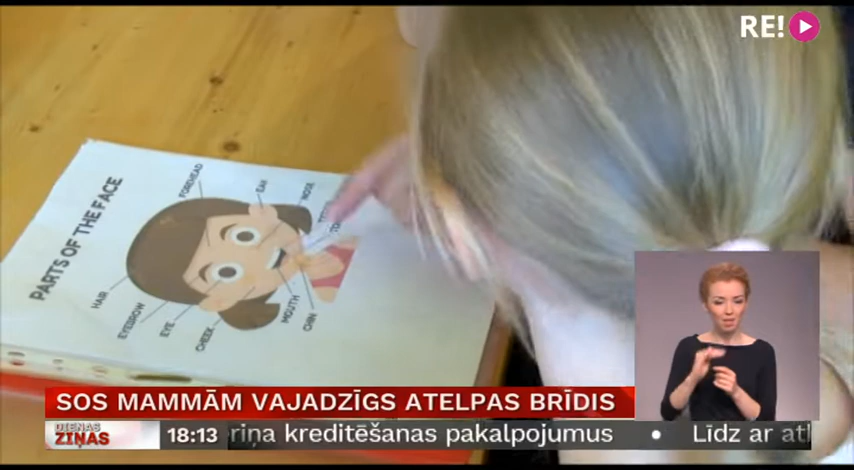 RE!
PARTS OF THE FACE
FOREHEAD
EAR
NOSE
HAIR
EYEBROW
EYE
CHEEK
MOUTH
CHIN
SOS MAMMĀM VAJADZĪGS ATELPAS BRĪDIS
DIENAS
ZIŅAS
18:13
riņa kreditēšanas pakalpojumus • Līdz ar at